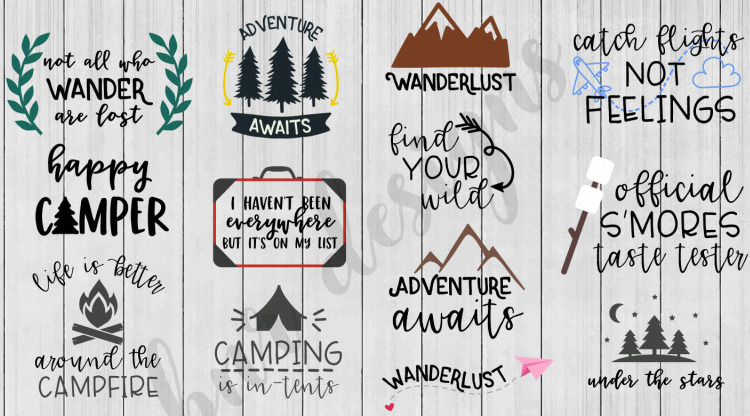 not all who
WANDER
are lost
happy
CAMPER
life is better
around the
CAMPFIRE
ADVENTURE
AWAITS
I HAVEN'T BEEN
everywhere
BUT IT'S ON MY LIST
CAMPING
is in-tents
WANDERLUST
find
YOUR
wild
ADVENTURE
awaits
WANDERLUST
catch flights
NOT
FEELINGS
official
S'MORES
taste tester
under the stars
designs